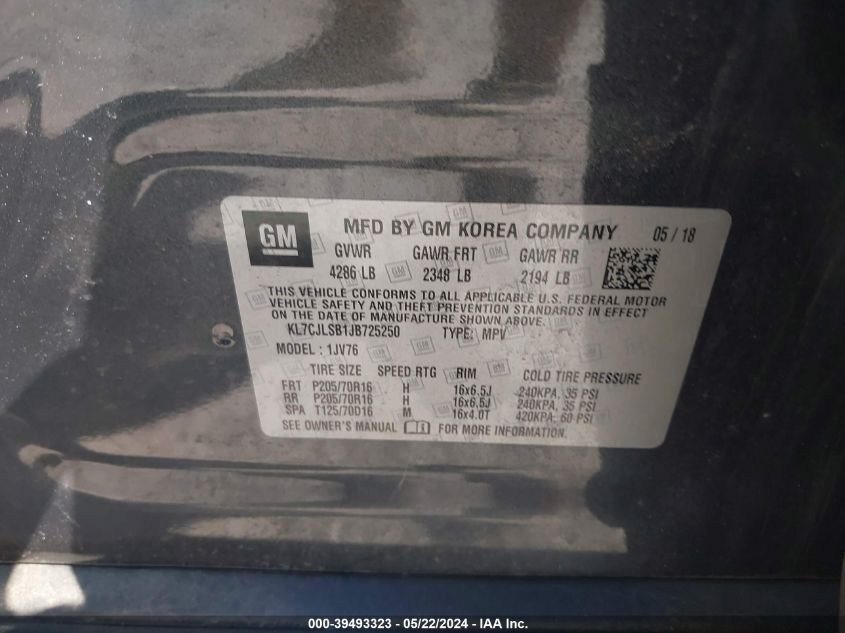 GM
MFD BY GM KOREA COMPANY 05 / 18
GVWR GAWR FRT GAWR RR
4286 LB 2348 LB 2194 LB
THIS VEHICLE CONFORMS TO ALL APPLICABLE U.S. FEDERAL MOTOR
VEHICLE SAFETY AND THEFT PREVENTION STANDARDS IN EFFECT
ON THE DATE OF MANUFACTURE SHOWN ABOVE.
KL7CJLSB1JB725250 TYPE: MPV
MODEL : 1JV76
TIRE SIZE SPEED RTG RIM COLD TIRE PRESSURE
FRT P205/70R16 H 16x6.5J 240KPA, 35 PSI
RR P205/70R16 H 16x6.5J 240KPA, 35 PSI
SPA T125/70D16 M 16x4.0T 420KPA, 60 PSI
SEE OWNER'S MANUAL FOR MORE INFORMATION.
000-39493323 - 05/22/2024 - IAA Inc.